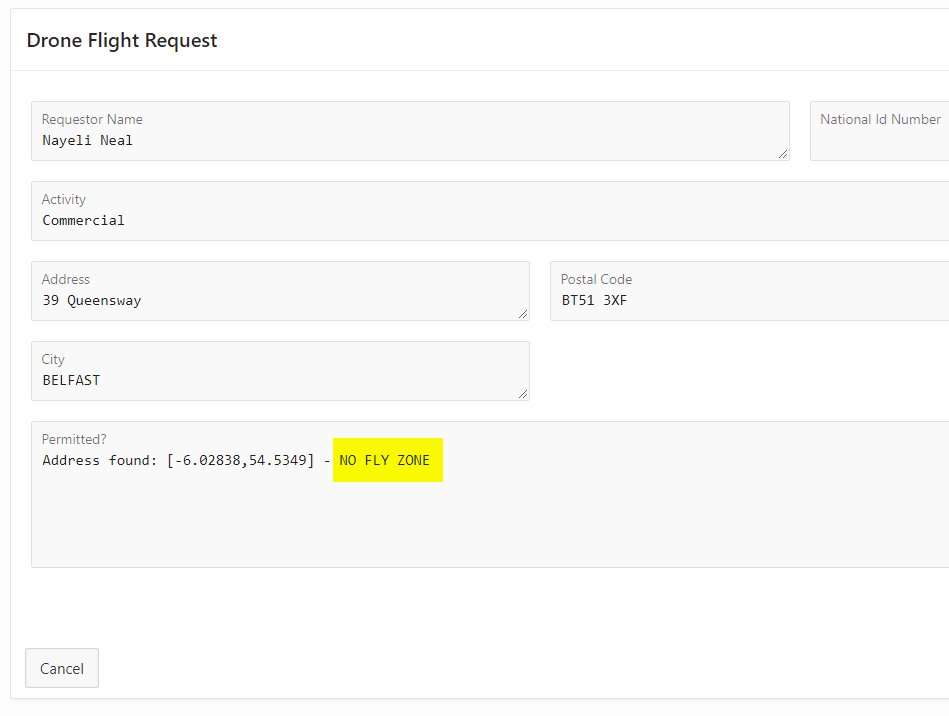 Drone Flight Request
Requestor Name
Nayeli Neal
National Id Number
Activity
Commercial
Address
39 Queensway
Postal Code
BT51 3XF
City
BELFAST
Permitted?
Address found: [-6.02838,54.5349] - NO FLY ZONE
Cancel